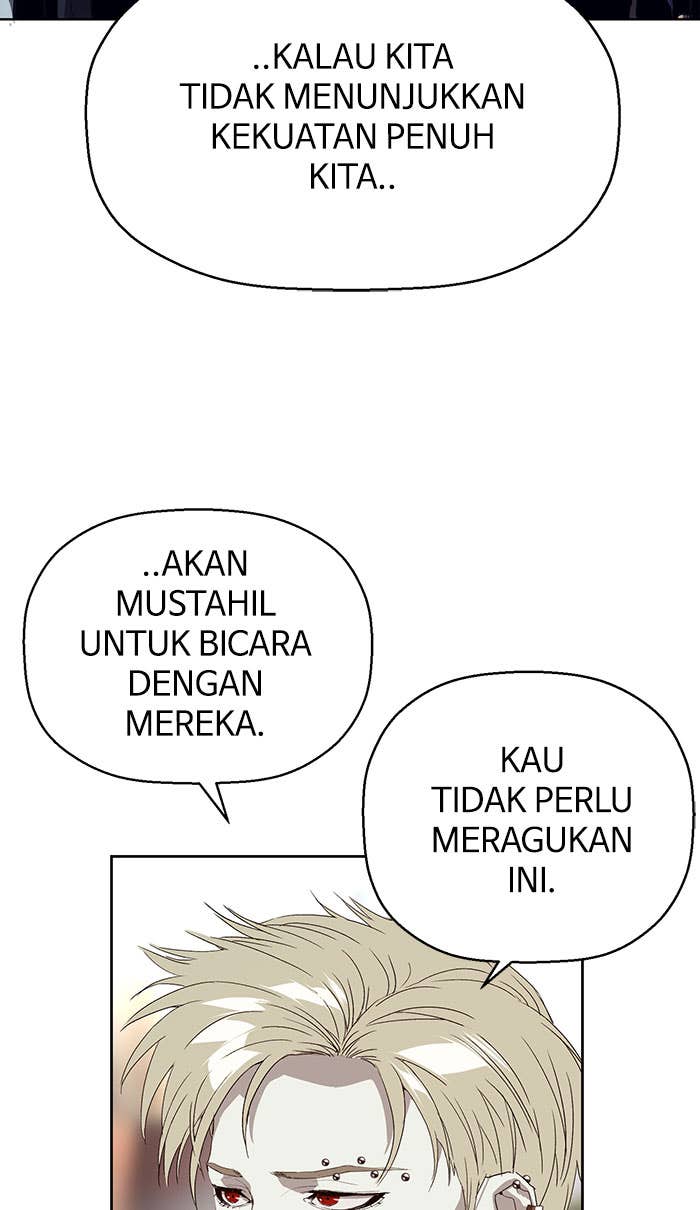 ..KALAU KITA
TIDAK MENUNJUKKAN
KEKUATAN PENUH
KITA..
..AKAN
MUSTAHIL
UNTUK BICARA
DENGAN
MEREKA.
KAU
TIDAK PERLU
MERAGUKAN
INI.